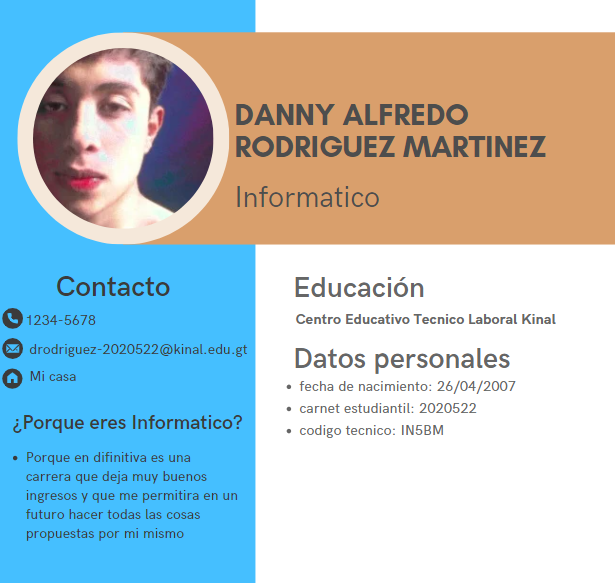 DANNY ALFREDO
RODRIGUEZ MARTINEZ
Informatico
Contacto
1234-5678
drodriguez-2020522@kinal.edu.gt
Mi casa
¿Porque eres Informatico?
Porque en difinitiva es una
carrera que deja muy buenos
ingresos y que me permitira en un
futuro hacer todas las cosas
propuestas por mi mismo
Educación
Centro Educativo Tecnico Laboral Kinal
Datos personales
fecha de nacimiento: 26/04/2007
carnet estudiantil: 2020522
codigo tecnico: IN5BM